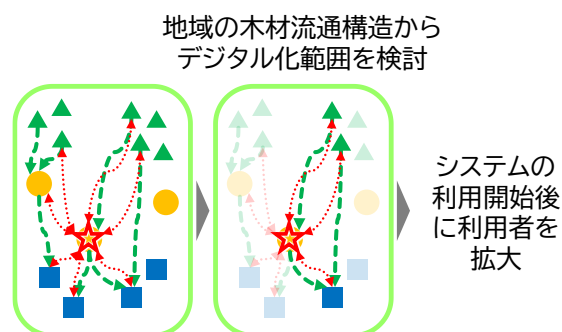 地域の木材流通構造から
デジタル化範囲を検討
システムの
利用開始後
に利用者を
拡大